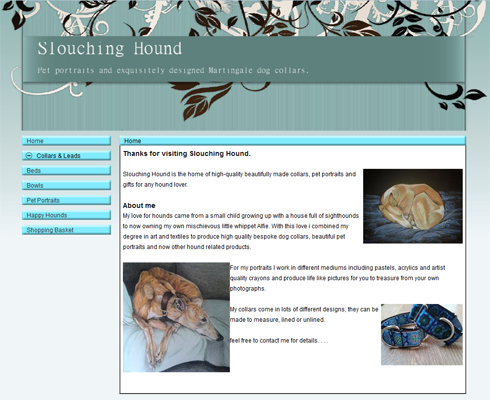 Slouching Hound
Pet portraits and exquisitely designed Martingale dog collars.
Home
Collars & Leads
Beds
Bowls
Pet Portraits
Happy Hounds
Shopping Basket
Home
Thanks for visiting Slouching Hound.
Slouching Hound is the home of high-quality beautifully made collars, pet portraits and
gifts for any hound lover.
About me
My love for hounds came from a small child growing up with a house full of sighthounds
to now owning my own mischievous little whippet Alfie. With this love i combined my
degree in art and textiles to produce high quality bespoke dog collars, beautiful pet
portraits and now other hound related products.
For my portraits I work in different mediums including pastels, acrylics and artist
quality crayons and produce life like pictures for you to treasure from your own
photographs.
My collars come in lots of different designs, they can be
made to measure, lined or unlined.
feel free to contact me for details. . . .